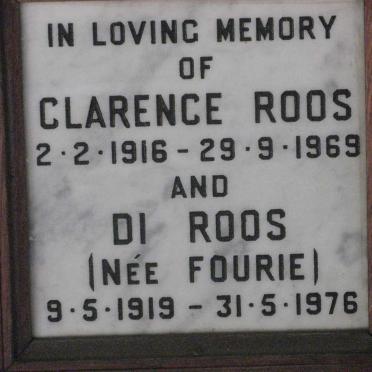 IN LOVING MEMORY
OF
CLARENCE ROOS
2·2·1916 - 29·9·1969
AND
DI ROOS
(NÉE FOURIE)
9·5·1919 - 31·5·1976